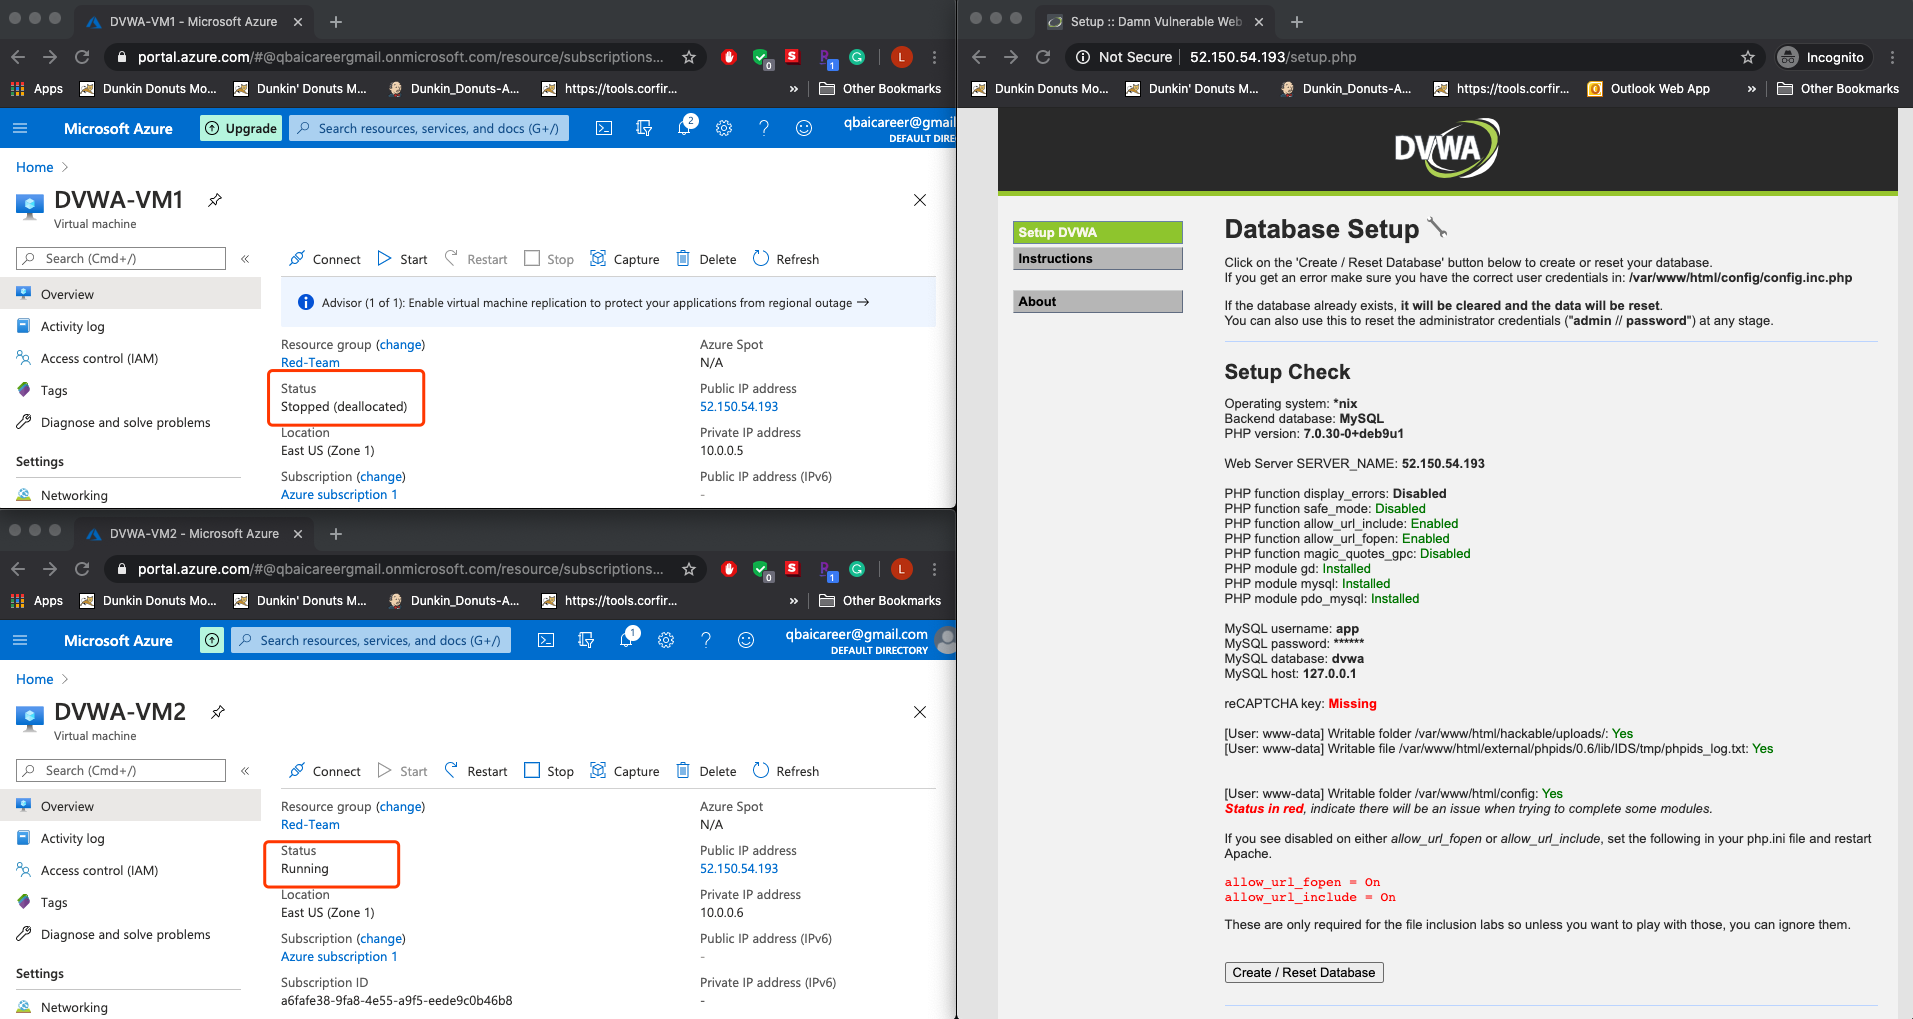 DVWA-VM1 - Microsoft Azure
portal.azure.com/#@qbaicareergmail.onmicrosoft.com/resource/subscriptions...
0
S
1
G
L
Apps
Dunkin Donuts Mo...
Dunkin' Donuts M...
Dunkin_Donuts-A...
https://tools.corfir...
»
Other Bookmarks
Microsoft Azure
Upgrade
Search resources, services, and docs (G+/)
2
?
qbaicareer@gmail
DEFAULT DIRE
Home >
DVWA-VM1
Virtual machine
Search (Cmd+/)
«
Overview
Activity log
Access control (IAM)
Tags
Diagnose and solve problems
Settings
Networking
Connect
Start
Restart
Stop
Capture
Delete
Refresh
Advisor (1 of 1): Enable virtual machine replication to protect your applications from regional outage →
Resource group (change)
Red-Team
Status
Stopped (deallocated)
Location
East US (Zone 1)
Subscription (change)
Azure subscription 1
Azure Spot
N/A
Public IP address
52.150.54.193
Private IP address
10.0.0.5
Public IP address (IPv6)
-
DVWA-VM2 - Microsoft Azure
portal.azure.com/#@qbaicareergmail.onmicrosoft.com/resource/subscriptions...
0
S
1
G
L
Apps
Dunkin Donuts Mo...
Dunkin' Donuts M...
Dunkin_Donuts-A...
https://tools.corfir...
»
Other Bookmarks
Microsoft Azure
Search resources, services, and docs (G+/)
1
?
qbaicareer@gmail.com
DEFAULT DIRECTORY
Home >
DVWA-VM2
Virtual machine
Search (Cmd+/)
«
Overview
Activity log
Access control (IAM)
Tags
Diagnose and solve problems
Settings
Networking
Connect
Start
Restart
Stop
Capture
Delete
Refresh
Resource group (change)
Red-Team
Status
Running
Location
East US (Zone 1)
Subscription (change)
Azure subscription 1
Subscription ID
a6fafe38-9fa8-4e55-a9f5-eede9c0b46b8
Azure Spot
N/A
Public IP address
52.150.54.193
Private IP address
10.0.0.6
Public IP address (IPv6)
-
Private IP address (IPv6)
-
Setup :: Damn Vulnerable Web
Not Secure | 52.150.54.193/setup.php
Incognito
Dunkin Donuts Mo...
Dunkin' Donuts M...
Dunkin_Donuts-A...
https://tools.corfir...
Outlook Web App
»
Other Bookmarks
DVWA
Setup DVWA
Instructions
About
Database Setup
Click on the 'Create / Reset Database' button below to create or reset your database.
If you get an error make sure you have the correct user credentials in: /var/www/html/config/config.inc.php
If the database already exists, it will be cleared and the data will be reset.
You can also use this to reset the administrator credentials ("admin // password") at any stage.
Setup Check
Operating system: *nix
Backend database: MySQL
PHP version: 7.0.30-0+deb9u1
Web Server SERVER_NAME: 52.150.54.193
PHP function display_errors: Disabled
PHP function safe_mode: Disabled
PHP function allow_url_include: Enabled
PHP function allow_url_fopen: Enabled
PHP function magic_quotes_gpc: Disabled
PHP module gd: Installed
PHP module mysql: Installed
PHP module pdo_mysql: Installed
MySQL username: app
MySQL password: ******
MySQL database: dvwa
MySQL host: 127.0.0.1
reCAPTCHA key: Missing
[User: www-data] Writable folder /var/www/html/hackable/uploads/: Yes
[User: www-data] Writable file /var/www/html/external/phpids/0.6/lib/IDS/tmp/phpids_log.txt: Yes
[User: www-data] Writable folder /var/www/html/config: Yes
Status in red, indicate there will be an issue when trying to complete some modules.
If you see disabled on either allow_url_fopen or allow_url_include, set the following in your php.ini file and restart
Apache.
allow_url_fopen = On
allow_url_include = On
These are only required for the file inclusion labs so unless you want to play with those, you can ignore them.
Create / Reset Database